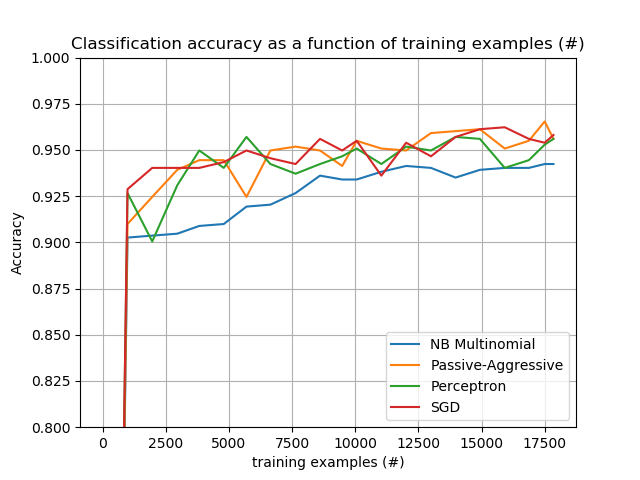 Classification accuracy as a function of training examples (#)
1.000
0.975
0.950
0.925
0.900
0.875
0.850
0.825
0.800
Accuracy
NB Multinomial
Passive-Aggressive
Perceptron
SGD
0 2500 5000 7500 10000 12500 15000 17500
training examples (#)